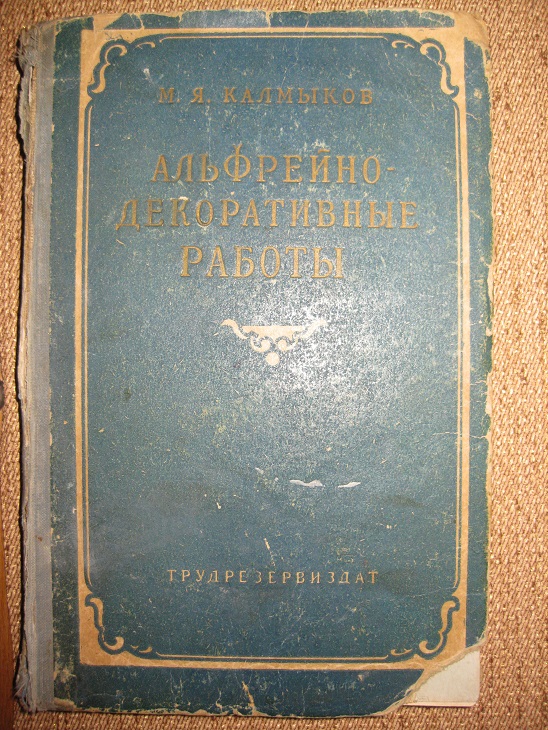 М. Я. КАЛМЫКОВ
АЛЬФРЕЙНО-
ДЕКОРАТИВНЫЕ
РАБОТЫ
ТРУДРЕЗЕРВИЗДАТ